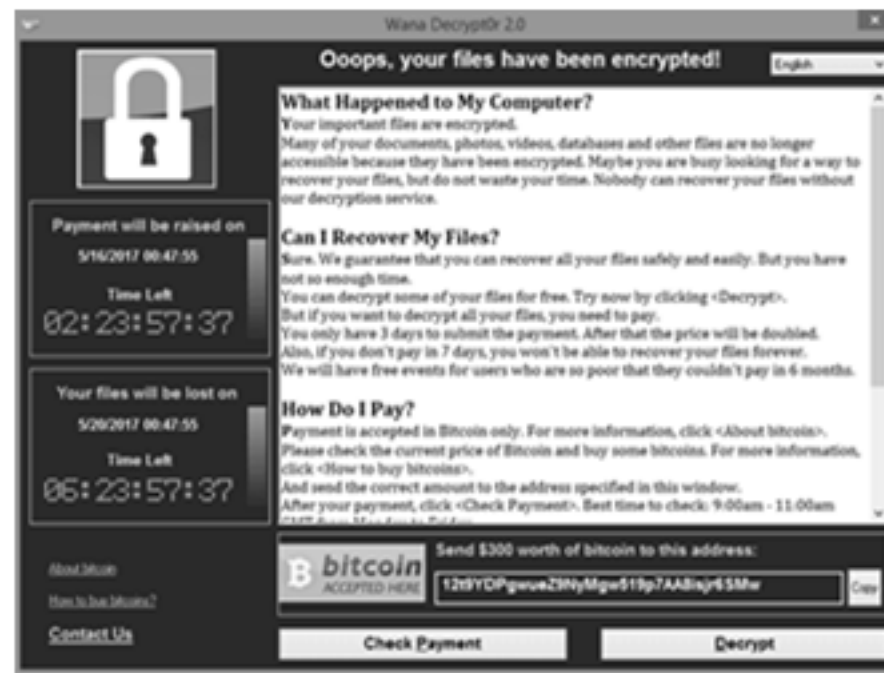 Wana Decrypt0r 2.0
Ooops, your files have been encrypted!
English
Payment will be raised on
5/16/2017 00:47:55
Time Left
02:23:57:37
Your files will be lost on
5/20/2017 00:47:55
Time Left
06:23:57:37
About bitcoin
How to buy bitcoins?
Contact Us
What Happened to My Computer?
Your important files are encrypted.
Many of your documents, photos, videos, databases and other files are no longer
accessible because they have been encrypted. Maybe you are busy looking for a way to
recover your files, but do not waste your time. Nobody can recover your files without
our decryption service.
Can I Recover My Files?
Sure. We guarantee that you can recover all your files safely and easily. But you have
not so enough time.
You can decrypt some of your files for free. Try now by clicking <Decrypt>.
But if you want to decrypt all your files, you need to pay.
You only have 3 days to submit the payment. After that the price will be doubled.
Also, if you don't pay in 7 days, you won't be able to recover your files forever.
We will have free events for users who are so poor that they couldn't pay in 6 months.
How Do I Pay?
Payment is accepted in Bitcoin only. For more information, click <About bitcoin>.
Please check the current price of Bitcoin and buy some bitcoins. For more information,
click <How to buy bitcoins>.
And send the correct amount to the address specified in this window.
After your payment, click <Check Payment>. Best time to check: 9:00am - 11:00am
GMT from Monday to Friday.
bitcoin
ACCEPTED HERE
Send $300 worth of bitcoin to this address:
Copy
Check Payment
Decrypt